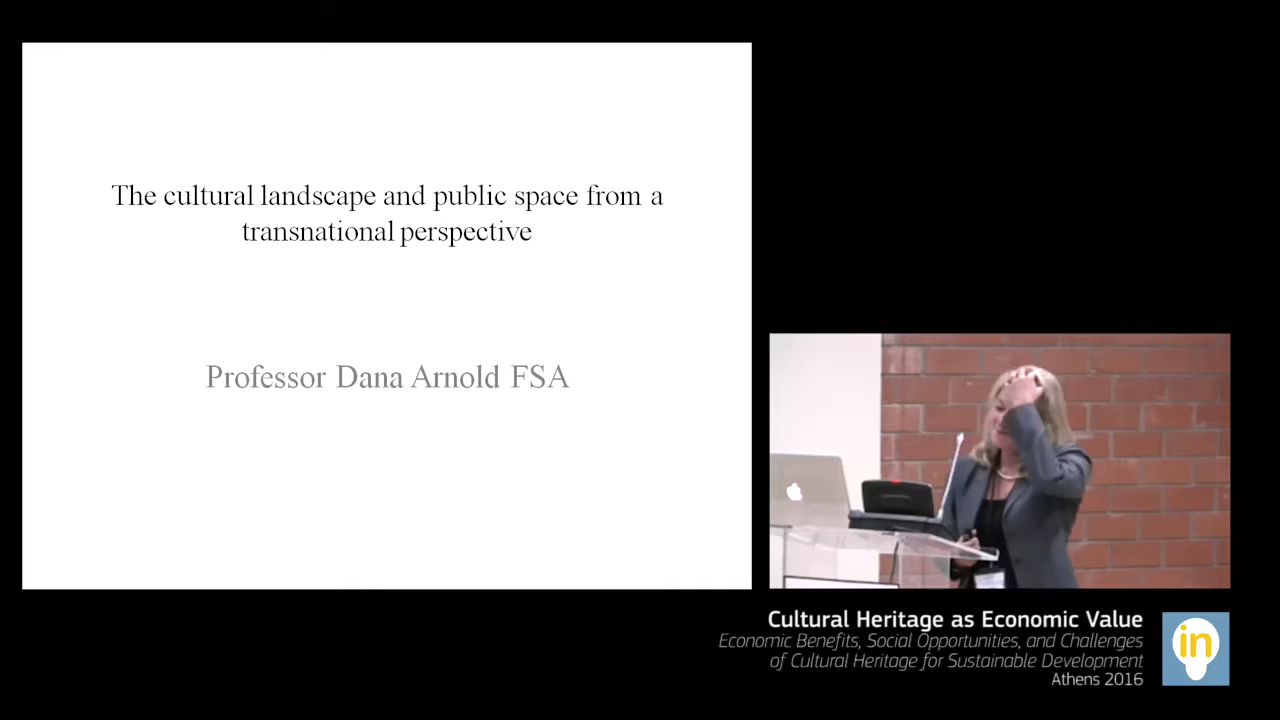 The cultural landscape and public space from a
transnational perspective
Professor Dana Arnold FSA
Cultural Heritage as Economic Value
Economic Benefits, Social Opportunities, and Challenges
of Cultural Heritage for Sustainable Development
Athens 2016
in